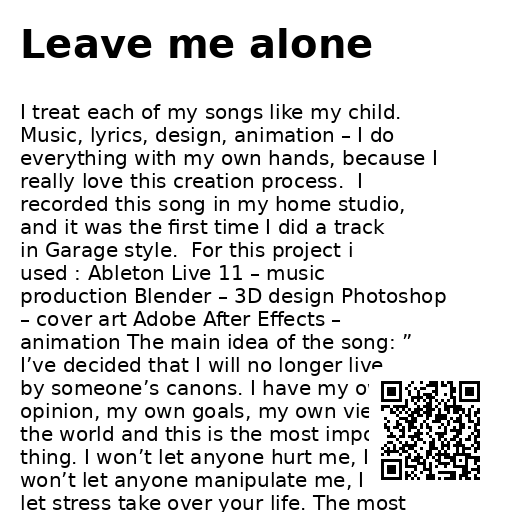 Leave me alone
I treat each of my songs like my child.
Music, lyrics, design, animation – I do
everything with my own hands, because I
really love this creation process.  I
recorded this song in my home studio,
and it was the first time I did a track
in Garage style.  For this project i
used : Ableton Live 11 – music
production Blender – 3D design Photoshop
– cover art Adobe After Effects –
animation The main idea of the song: ”
I’ve decided that I will no longer live
by someone’s canons. I have my
opinion, my own goals, my own
the world and this is the most
thing. I won’t let anyone hurt me, I
won’t let anyone manipulate me, I
let stress take over your life. The most